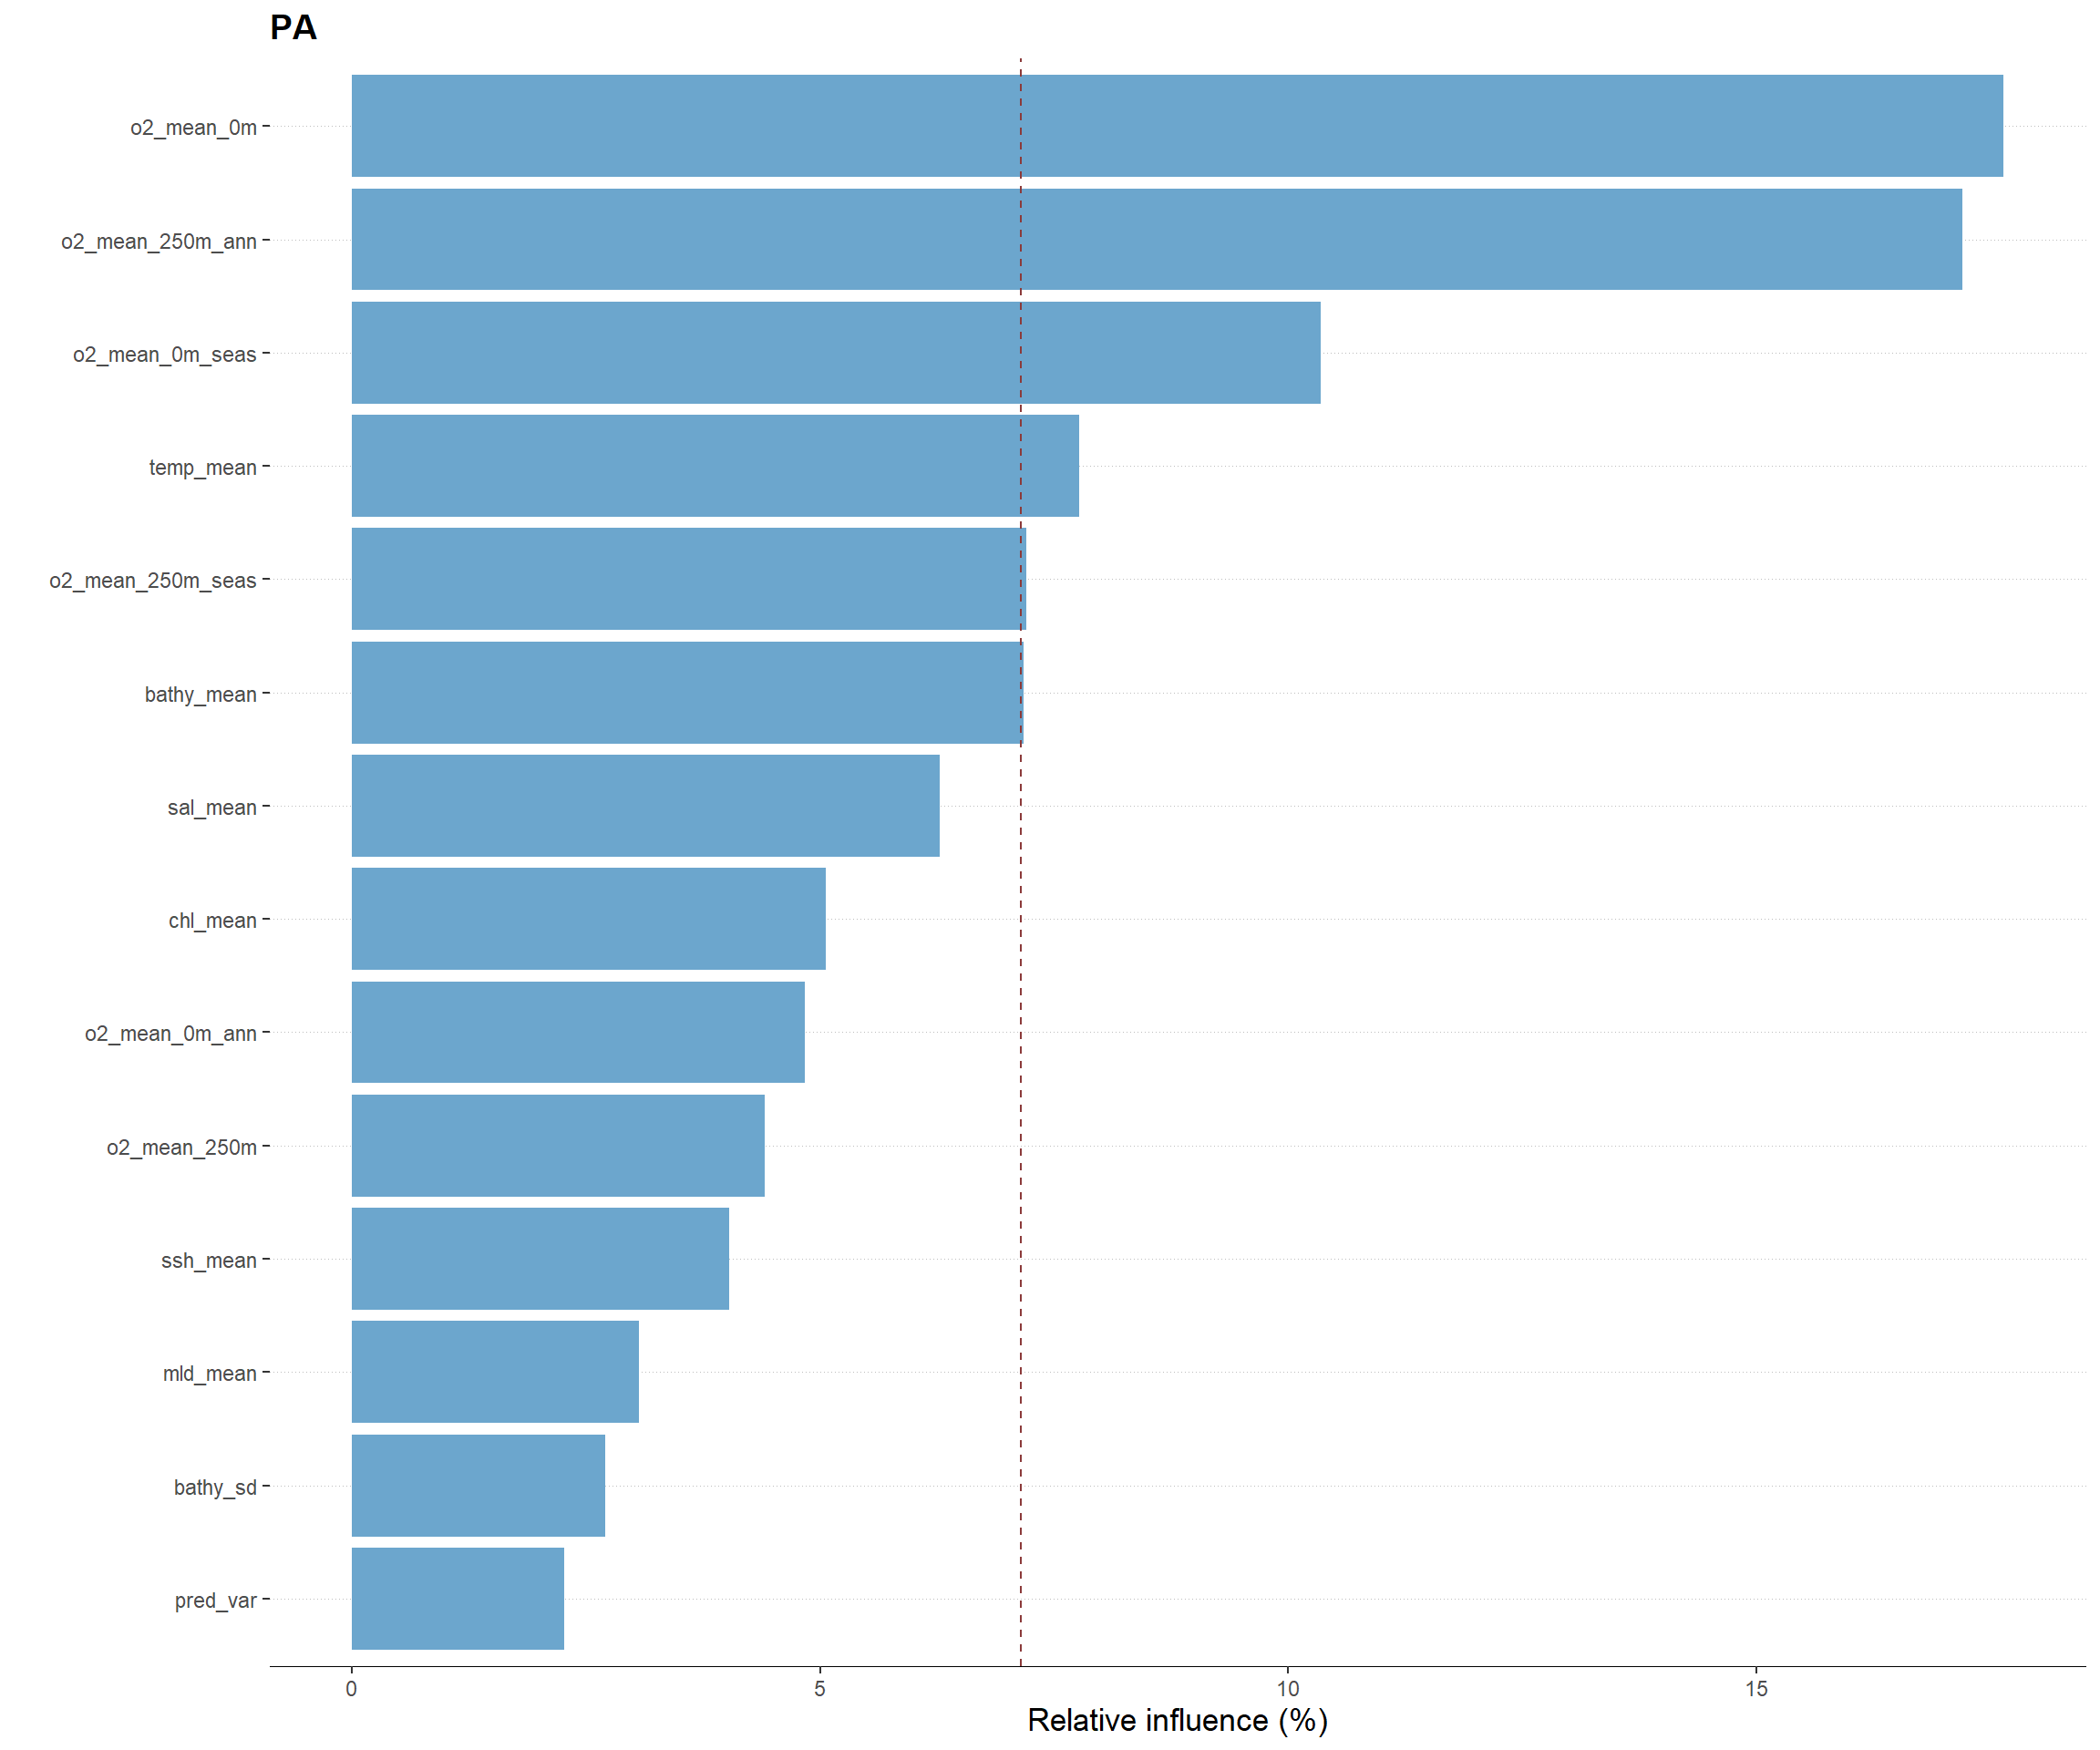 PA
o2_mean_0m
o2_mean_250m_ann
o2_mean_0m_seas
temp_mean
o2_mean_250m_seas
bathy_mean
sal_mean
chl_mean
o2_mean_0m_ann
o2_mean_250m
ssh_mean
mld_mean
bathy_sd
pred_var
0 5 10 15
Relative influence (%)